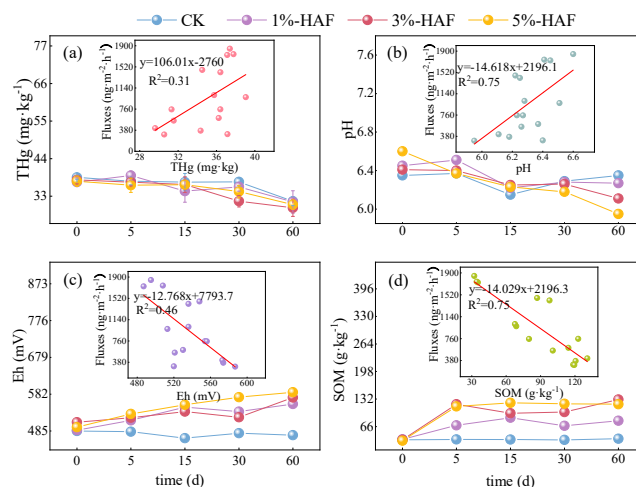 CK 1%-HAF 3%-HAF 5%-HAF
(a)
THg (mg·kg-1)
77
66
55
44
33
0 5 15 30 60
Fluxes (ng·m-2·h-1)
1900
1500
1140
760
380
0
y=106.01x-2760
R2=0.31
28 32 36 40
THg (mg·kg)
(b)
pH
7.6
7.2
6.8
6.4
6.0
0 5 15 30 60
Fluxes (ng·m-2·h-1)
1900
1500
1140
760
380
y=-14.618x+2196.1
R2=0.75
6.0 6.2 6.4 6.6
pH
(c)
Eh (mV)
873
776
679
582
485
0 5 15 30 60
time (d)
Fluxes (ng·m-2·h-1)
1900
1500
1140
760
380
y=-12.768x+7793.7
R2=0.46
480 520 560 600
Eh (mV)
(d)
SOM (g·kg-1)
330
264
198
132
66
0 5 15 30 60
time (d)
Fluxes (ng·m-2·h-1)
1900
1500
1140
760
380
y=-14.029x+2196.3
R2=0.75
30 60 90 120
SOM (g·kg-1)